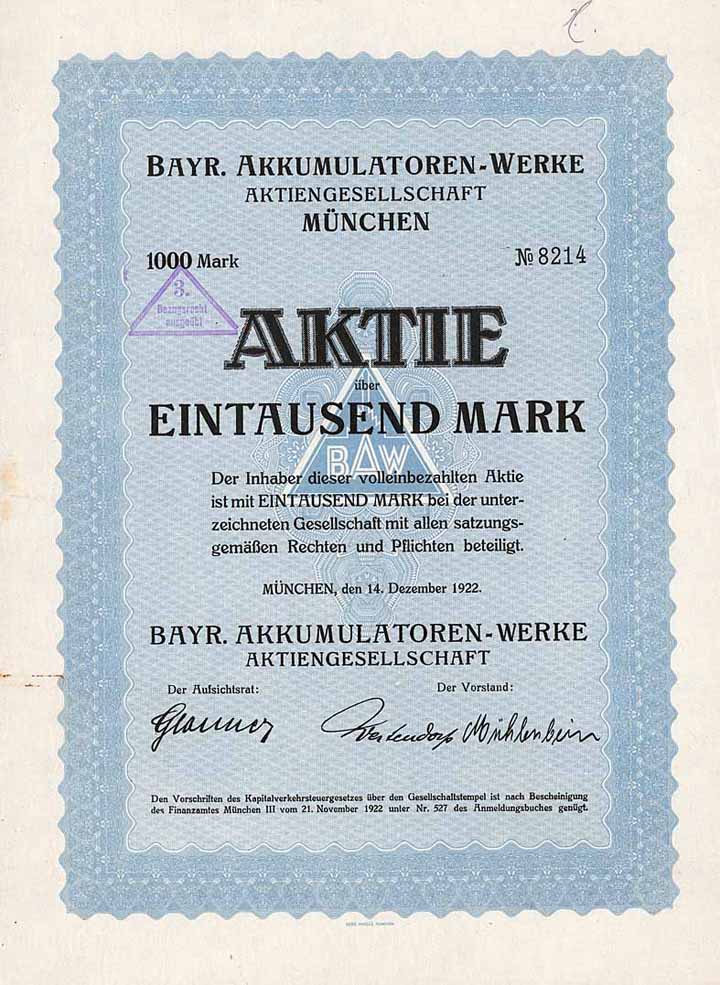 BAYR. AKKUMULATOREN-WERKE
AKTIENGESELLSCHAFT
MÜNCHEN
1000 Mark
№ 8214
3.
Bezugsrecht
ausgeübt
AKTIE
über
EINTAUSEND MARK
BAW
Der Inhaber dieser volleinbezahlten Aktie
ist mit EINTAUSEND MARK bei der unter-
zeichneten Gesellschaft mit allen satzungs-
gemäßen Rechten und Pflichten beteiligt.
MÜNCHEN, den 14. Dezember 1922.
BAYR. AKKUMULATOREN-WERKE
AKTIENGESELLSCHAFT
Der Aufsichtsrat:
Der Vorstand:
Mühlenbein
Den Vorschriften des Kapitalverkehrsteuergesetzes über den Gesellschaftstempel ist nach Bescheinigung
des Finanzamtes München III vom 21. November 1922 unter Nr. 527 des Anmeldungsbuches genügt.